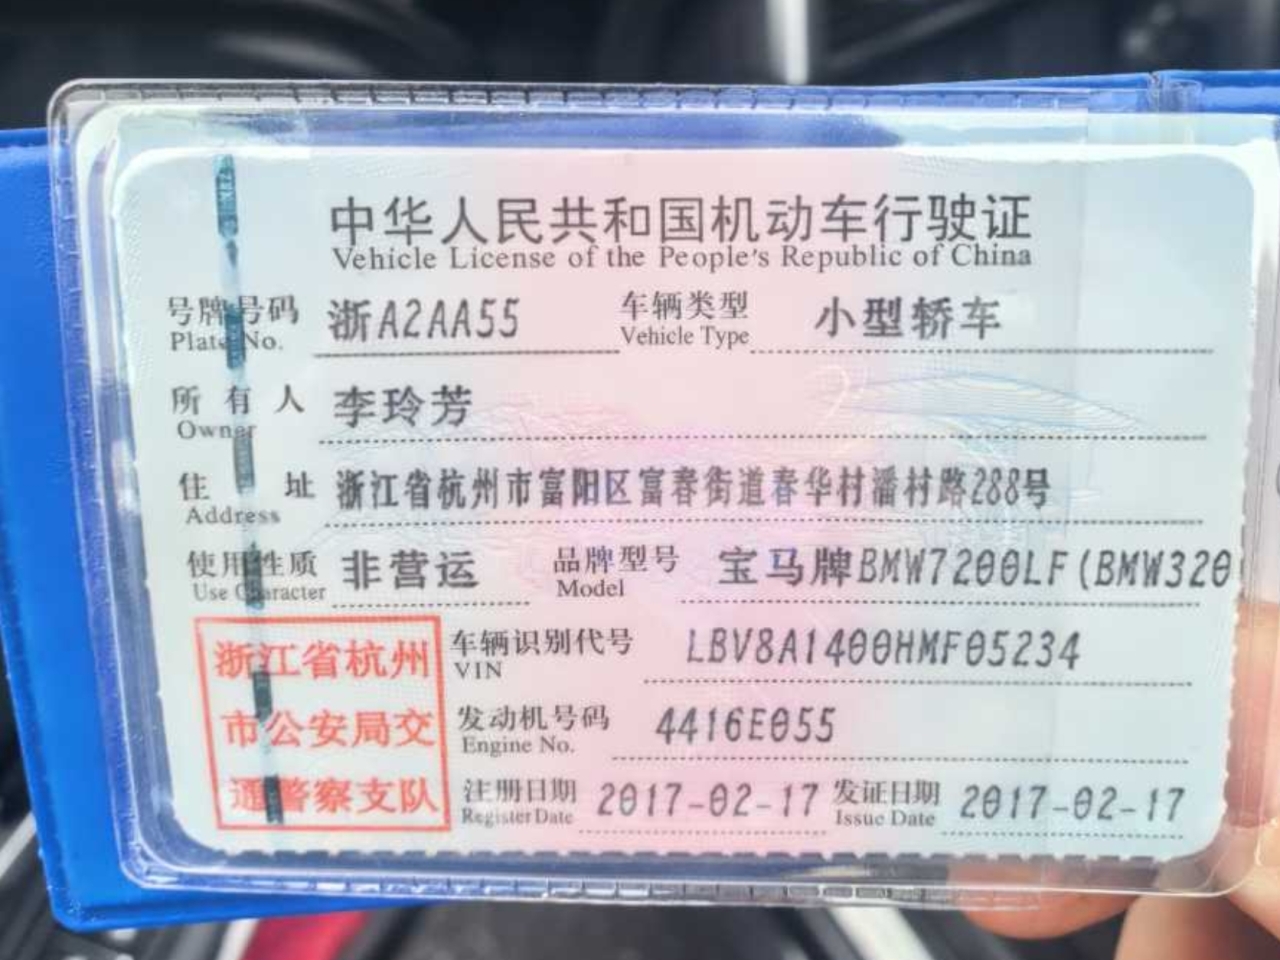 中华人民共和国机动车行驶证
Vehicle License of the People's Republic of China
号牌号码 浙A2AA55 车辆类型 小型轿车
Plate No. Vehicle Type
所有人 李玲芳
Owner
住址 浙江省杭州市富阳区富春街道春华村潘村路288号
Address
使用性质 非营运 品牌型号 宝马牌BMW7200LF(BMW320
Use Character Model
浙江省杭州
市公安局交
通警察支队
车辆识别代号 LBV8A1400HMF05234
VIN
发动机号码 4416E055
Engine No.
注册日期 2017-02-17 发证日期 2017-02-17
Register Date Issue Date